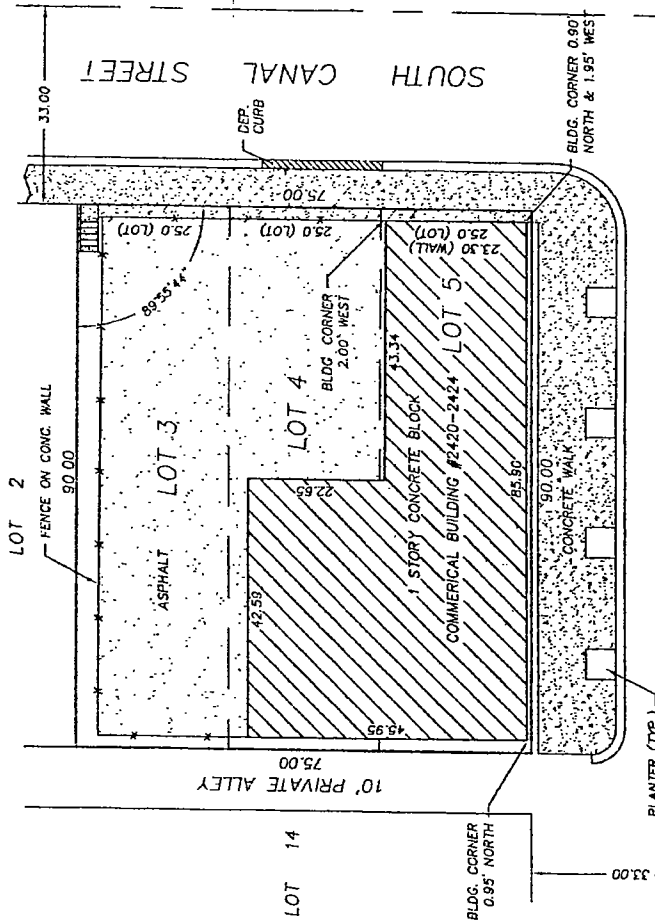 LOT 2
FENCE ON CONC. WALL
90.00
33.00
SOUTH CANAL STREET
DEP.
CURB
75.00
25.0 (LOT)
25.0 (LOT)
25.0 (LOT)
23.30 (WALL)
89°55'44"
ASPHALT
LOT 3
LOT 4
BLDG CORNER
2.00' WEST
22.65
42.59
43.34
LOT 5
1 STORY CONCRETE BLOCK
COMMERICAL BUILDING #2420-2424
45.95
85.90
90.00
CONCRETE WALK
75.00
10' PRIVATE ALLEY
LOT 14
BLDG. CORNER
0.95' NORTH
BLDG. CORNER 0.90'
NORTH & 1.95' WEST
33.00
PLANTER (TYP.)